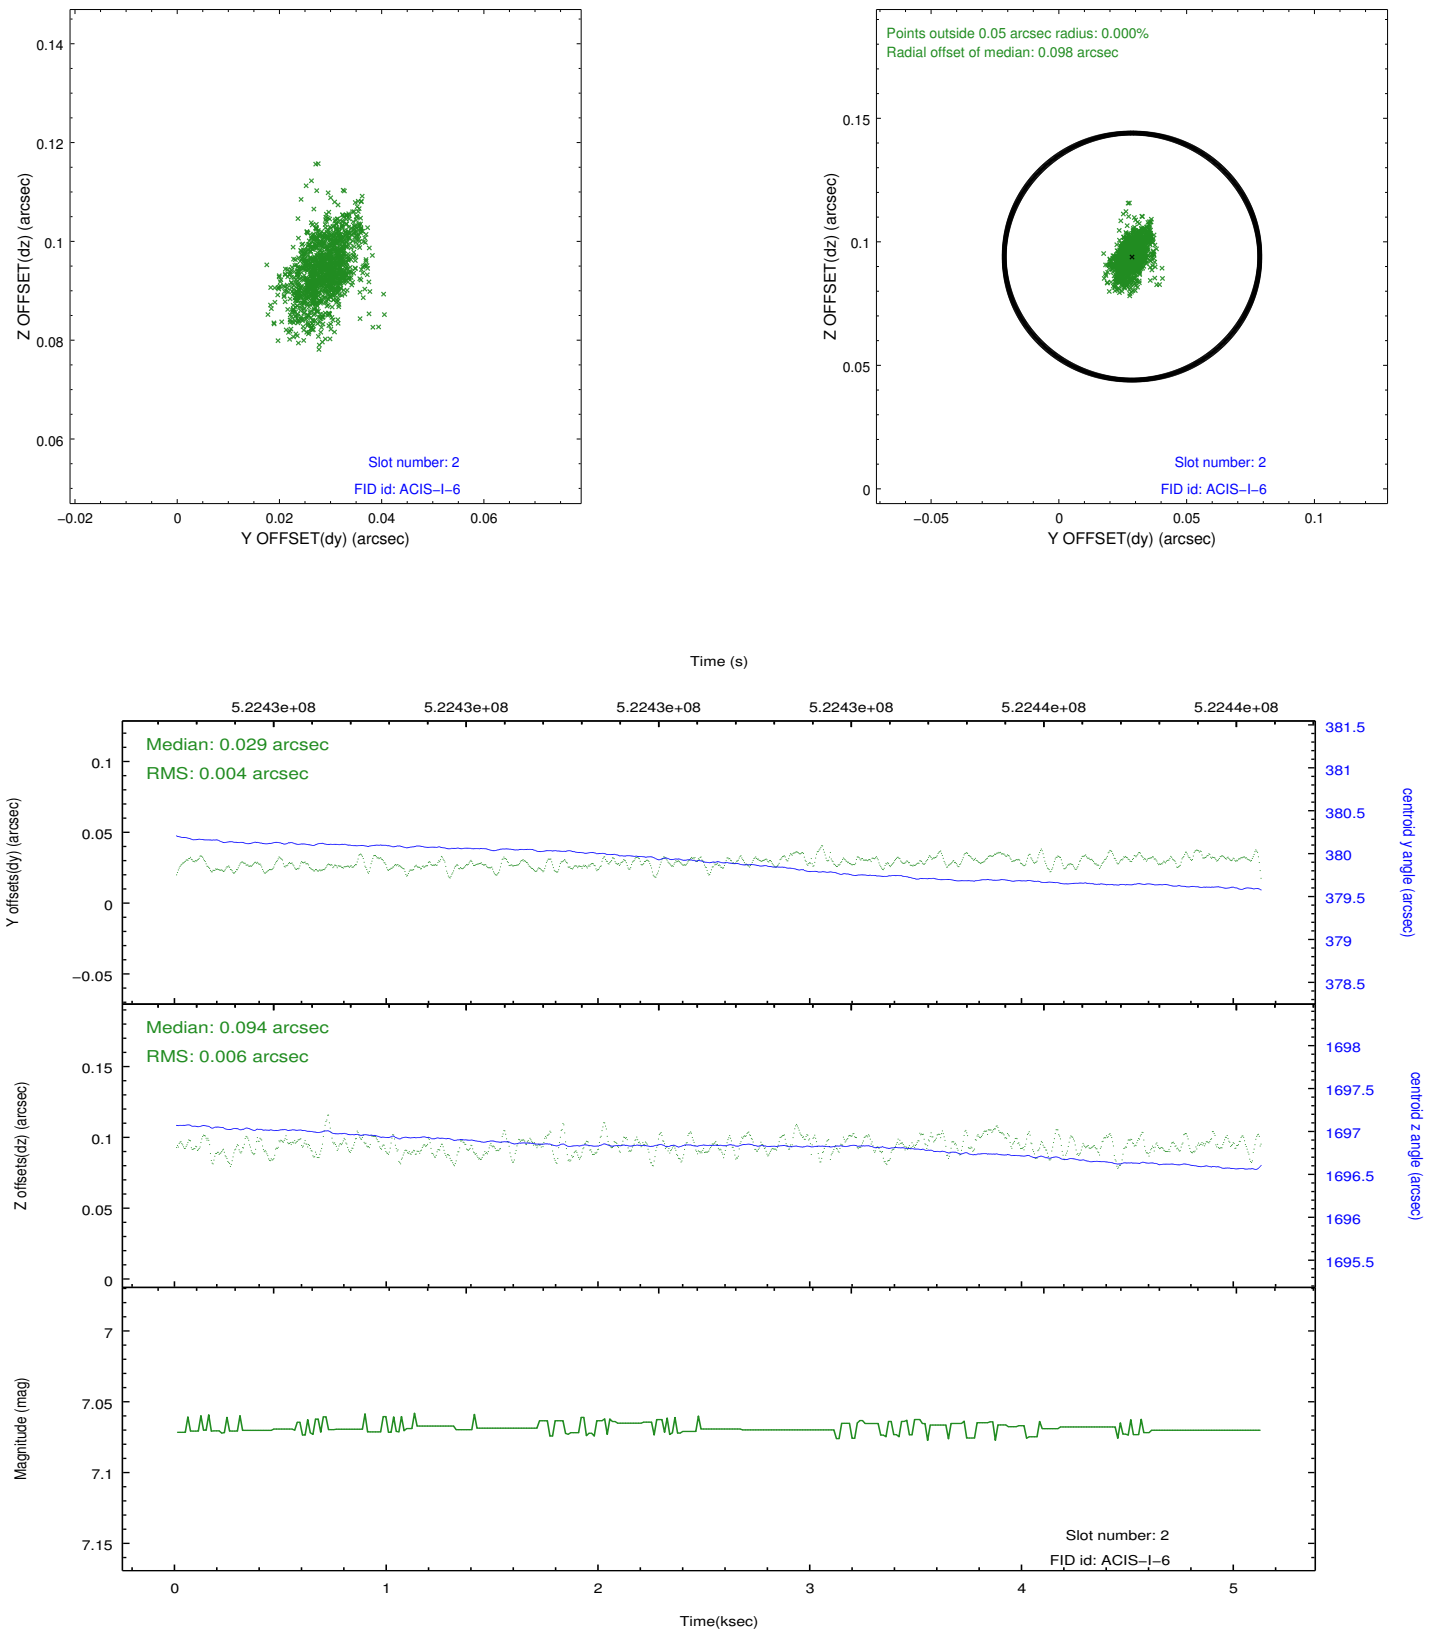 0.14
0.12
0.1
0.08
0.06
Z OFFSET(dz) (arcsec)
−0.02 0 0.02 0.04 0.06
Y OFFSET(dy) (arcsec)
Slot number: 2
FID id: ACIS−I−6
Points outside 0.05 arcsec radius: 0.000%
Radial offset of median: 0.098 arcsec
0.15
0.1
0.05
0
Z OFFSET(dz) (arcsec)
−0.05 0 0.05 0.1
Y OFFSET(dy) (arcsec)
Slot number: 2
FID id: ACIS−I−6
Time (s)
5.2243e+08 5.2243e+08 5.2243e+08 5.2243e+08 5.2244e+08 5.2244e+08
Median: 0.029 arcsec
RMS: 0.004 arcsec
0.1
0.05
0
−0.05
Y offsets(dy) (arcsec)
381.5
381
380.5
380
379.5
379
378.5
centroid y angle (arcsec)
Median: 0.094 arcsec
RMS: 0.006 arcsec
0.15
0.1
0.05
0
Z offsets(dz) (arcsec)
1698
1697.5
1697
1696.5
1696
1695.5
centroid z angle (arcsec)
7
7.05
7.1
7.15
Magnitude (mag)
Slot number: 2
FID id: ACIS−I−6
0 1 2 3 4 5
Time(ksec)